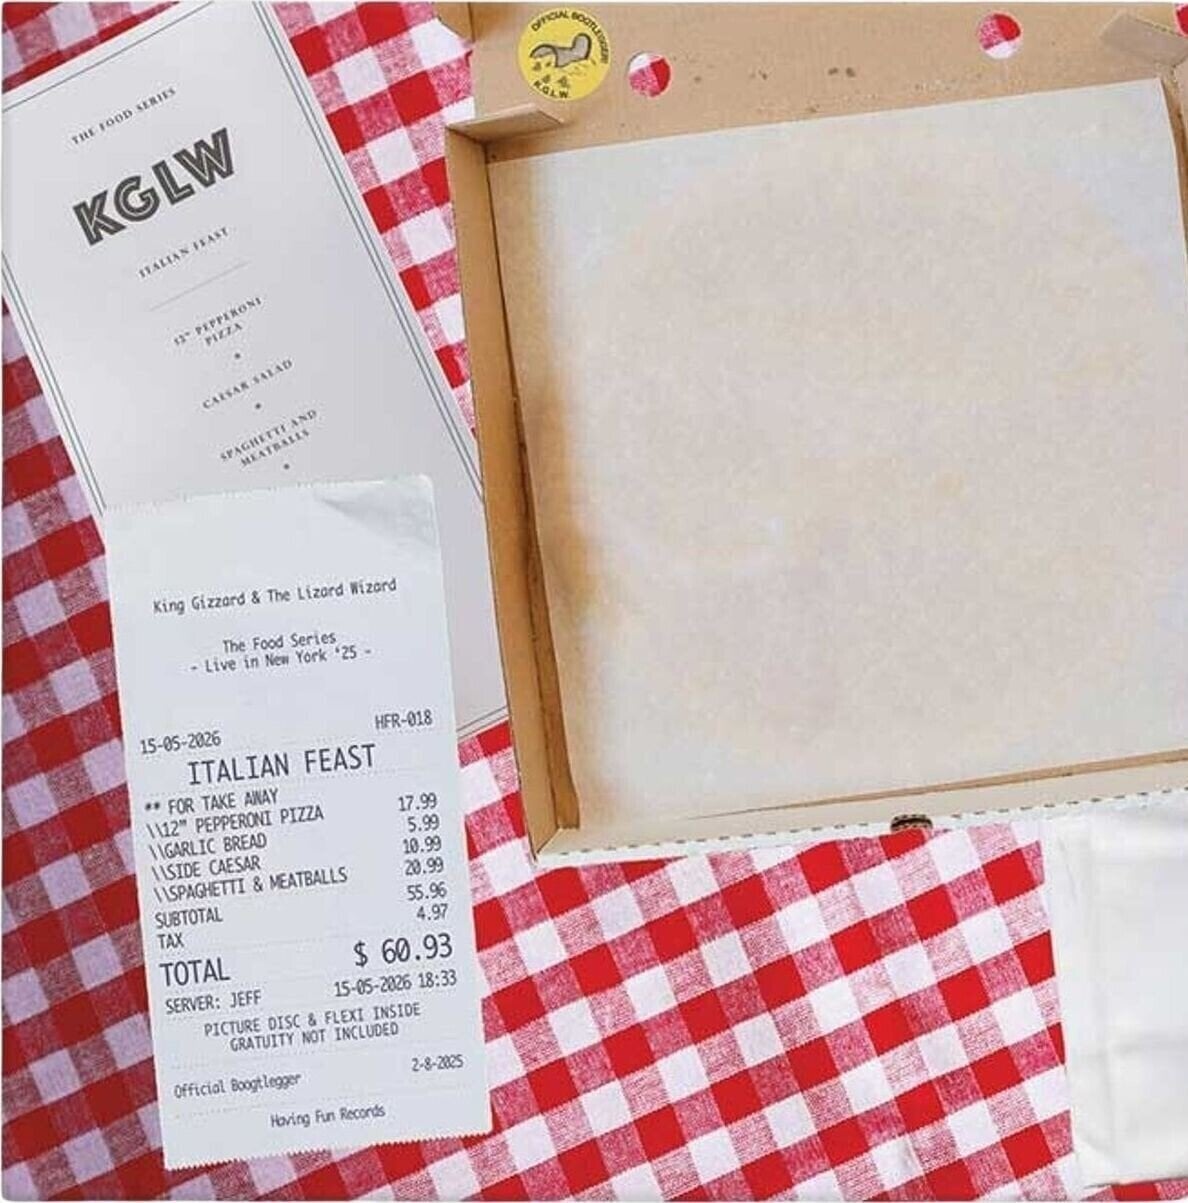 THE FOOD SERIES
KGLW
ITALIAN FEAST
12" PEPPERONI
PIZZA
CAESAR SALAD
SPAGHETTI AND
MEATBALLS
OFFICIAL BOOTLEGGER
K.G.L.W.
King Gizzard & The Lizard Wizard
The Food Series
- Live in New York '25 -
15-05-2026 HFR-018
ITALIAN FEAST
** FOR TAKE AWAY
\\12" PEPPERONI PIZZA 17.99
\\GARLIC BREAD 5.99
\\SIDE CAESAR 10.99
\\SPAGHETTI & MEATBALLS 20.99
SUBTOTAL 55.96
TAX 4.97
TOTAL $ 60.93
SERVER: JEFF 15-05-2026 18:33
PICTURE DISC & FLEXI INSIDE
GRATUITY NOT INCLUDED
Official Boogtlegger 2-8-2025
Having Fun Records